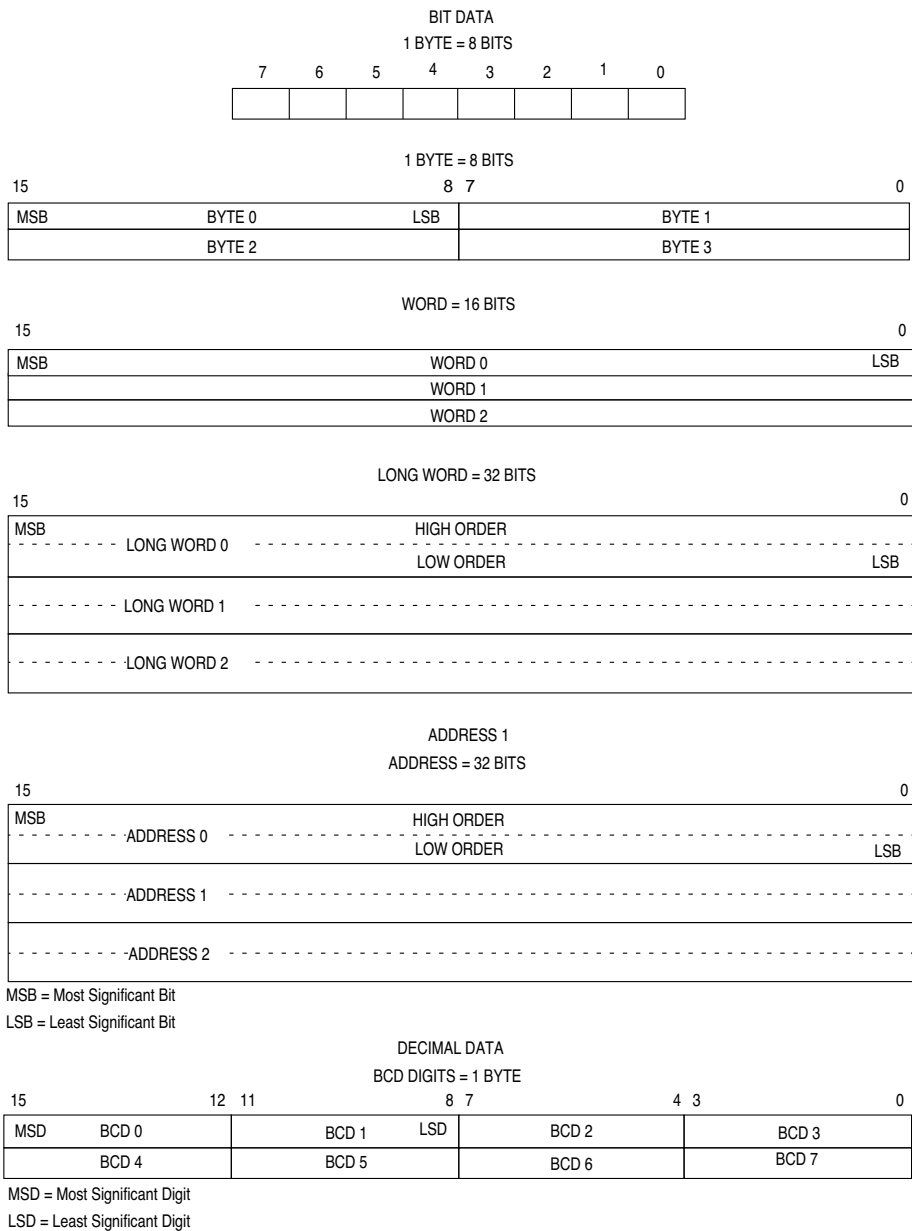 BIT DATA
1 BYTE = 8 BITS
7 6 5 4 3 2 1 0
1 BYTE = 8 BITS
15 8 7 0
MSB BYTE 0 LSB BYTE 1
BYTE 2 BYTE 3
WORD = 16 BITS
15 0
MSB WORD 0 LSB
WORD 1
WORD 2
LONG WORD = 32 BITS
15 0
MSB HIGH ORDER
LONG WORD 0
LOW ORDER LSB
LONG WORD 1
LONG WORD 2
ADDRESS 1
ADDRESS = 32 BITS
15 0
MSB HIGH ORDER
ADDRESS 0
LOW ORDER LSB
ADDRESS 1
ADDRESS 2
MSB = Most Significant Bit
LSB = Least Significant Bit
DECIMAL DATA
BCD DIGITS = 1 BYTE
15 12 11 8 7 4 3 0
MSD BCD 0 BCD 1 LSD BCD 2 BCD 3
BCD 4 BCD 5 BCD 6 BCD 7
MSD = Most Significant Digit
LSD = Least Significant Digit